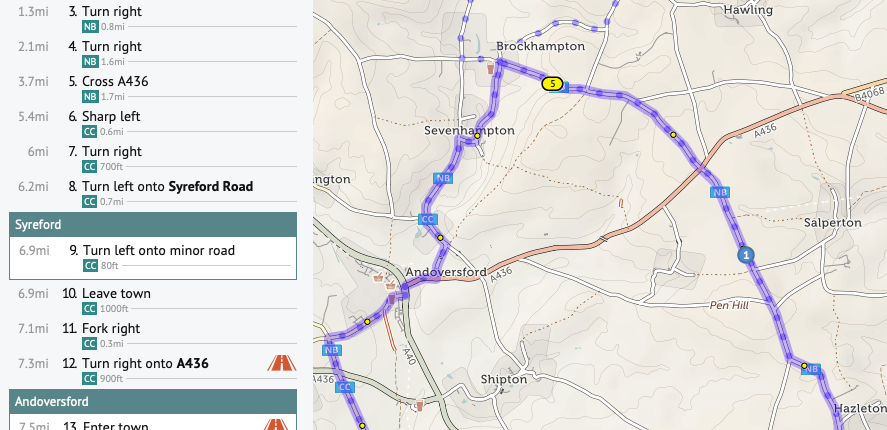 1.3mi 3. Turn right
NB 0.8mi
2.1mi 4. Turn right
NB 1.6mi
3.7mi 5. Cross A436
NB 1.7mi
5.4mi 6. Sharp left
CC 0.6mi
6mi 7. Turn right
CC 700ft
6.2mi 8. Turn left onto Syreford Road
CC 0.7mi
Syreford
6.9mi 9. Turn left onto minor road
CC 80ft
6.9mi 10. Leave town
CC 1000ft
7.1mi 11. Fork right
CC 0.3mi
7.3mi 12. Turn right onto A436
CC 900ft
Andoversford
7.5mi 13. Enter town
Hawling
Brockhampton
5
B4068
A436
Sevenhampton
NB
NB
ington
CC
Salperton
1
Andoversford
A436
Pen Hill
NB
A40
NB
A436
CC
Shipton
Hazleton